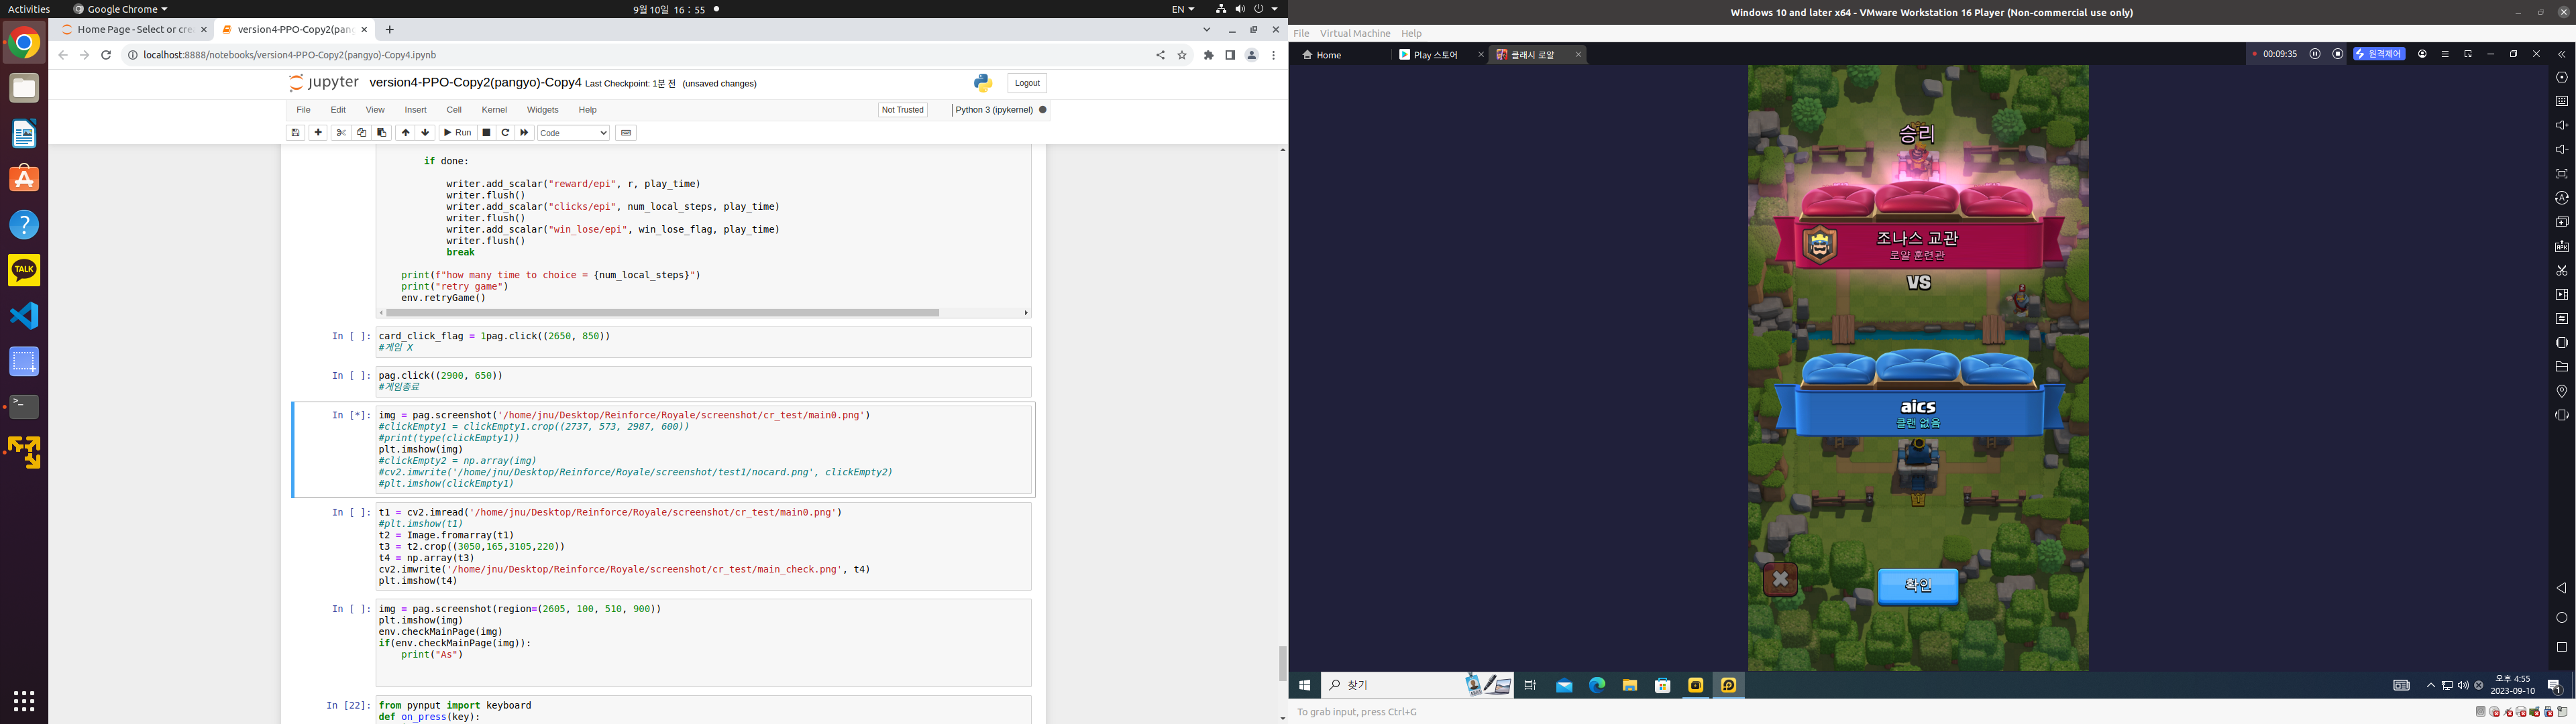 Activities
Google Chrome
9월 10일 16 : 55
EN
Home Page - Select or cre
version4-PPO-Copy2(pang
localhost:8888/notebooks/version4-PPO-Copy2(pangyo)-Copy4.ipynb
jupyter
version4-PPO-Copy2(pangyo)-Copy4
Last Checkpoint: 1분 전 (unsaved changes)
Logout
File Edit View Insert Cell Kernel Widgets Help
Not Trusted
Python 3 (ipykernel)
Run
Code
if done:
writer.add_scalar("reward/epi", r, play_time)
writer.flush()
writer.add_scalar("clicks/epi", num_local_steps, play_time)
writer.flush()
writer.add_scalar("win_lose/epi", win_lose_flag, play_time)
writer.flush()
break
print(f"how many time to choice = {num_local_steps}")
print("retry game")
env.retryGame()
In [ ]:
card_click_flag = 1pag.click((2650, 850))
#게임 X
In [ ]:
pag.click((2900, 650))
#게임종료
In [*]:
img = pag.screenshot('/home/jnu/Desktop/Reinforce/Royale/screenshot/cr_test/main0.png')
#clickEmpty1 = clickEmpty1.crop((2737, 573, 2987, 600))
#print(type(clickEmpty1))
plt.imshow(img)
#clickEmpty2 = np.array(img)
#cv2.imwrite('/home/jnu/Desktop/Reinforce/Royale/screenshot/test1/nocard.png', clickEmpty2)
#plt.imshow(clickEmpty1)
In [ ]:
t1 = cv2.imread('/home/jnu/Desktop/Reinforce/Royale/screenshot/cr_test/main0.png')
#plt.imshow(t1)
t2 = Image.fromarray(t1)
t3 = t2.crop((3050,165,3105,220))
t4 = np.array(t3)
cv2.imwrite('/home/jnu/Desktop/Reinforce/Royale/screenshot/cr_test/main_check.png', t4)
plt.imshow(t4)
In [ ]:
img = pag.screenshot(region=(2605, 100, 510, 900))
plt.imshow(img)
env.checkMainPage(img)
if(env.checkMainPage(img)):
print("As")
In [22]:
from pynput import keyboard
def on_press(key):
TALK
Windows 10 and later x64 - VMware Workstation 16 Player (Non-commercial use only)
File Virtual Machine Help
Home
Play 스토어
클래시 로얄
00:09:35
원격제어
승리
조나스 교관
로얄 훈련관
VS
aics
클랜 없음
확인
찾기
오후 4:55
2023-09-10
To grab input, press Ctrl+G